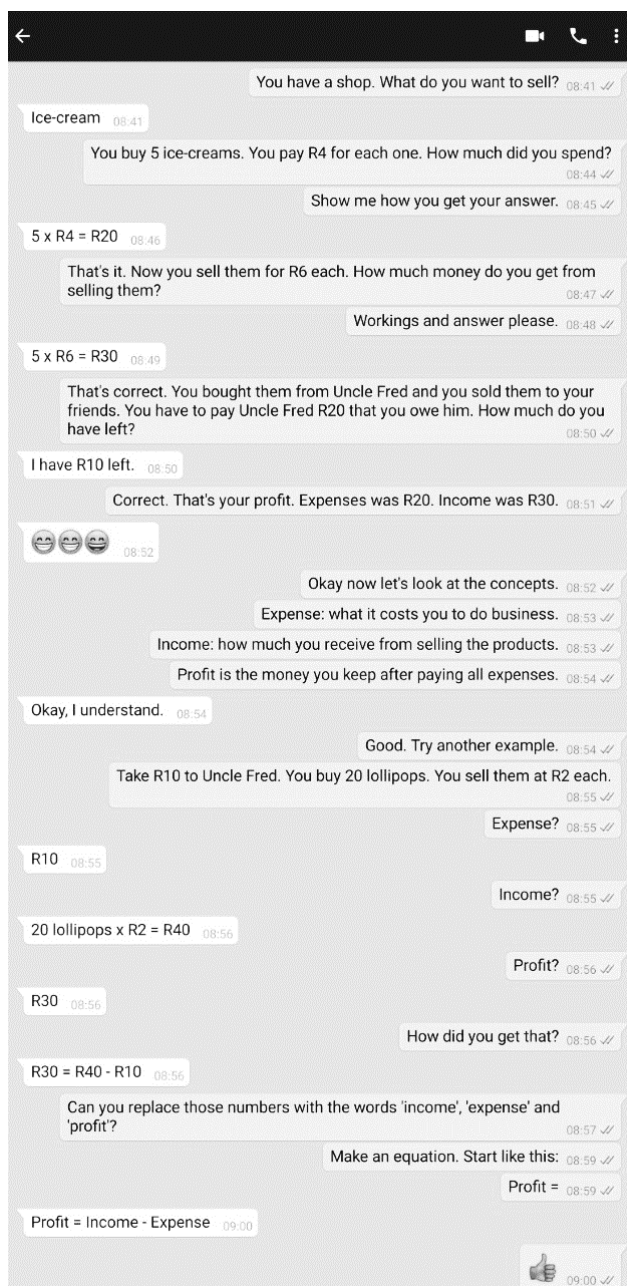 You have a shop. What do you want to sell? 08:41
Ice-cream 08:41
You buy 5 ice-creams. You pay R4 for each one. How much did you spend?
08:44
Show me how you get your answer. 08:45
5 x R4 = R20 08:46
That's it. Now you sell them for R6 each. How much money do you get from
selling them? 08:47
Workings and answer please. 08:48
5 x R6 = R30 08:49
That's correct. You bought them from Uncle Fred and you sold them to your
friends. You have to pay Uncle Fred R20 that you owe him. How much do you
have left? 08:50
I have R10 left. 08:50
Correct. That's your profit. Expenses was R20. Income was R30. 08:51
08:52
Okay now let's look at the concepts. 08:52
Expense: what it costs you to do business. 08:53
Income: how much you receive from selling the products. 08:53
Profit is the money you keep after paying all expenses. 08:54
Okay, I understand. 08:54
Good. Try another example. 08:54
Take R10 to Uncle Fred. You buy 20 lollipops. You sell them at R2 each.
08:55
Expense? 08:55
R10 08:55
Income? 08:55
20 lollipops x R2 = R40 08:56
Profit? 08:56
R30 08:56
How did you get that? 08:56
R30 = R40 - R10 08:56
Can you replace those numbers with the words 'income', 'expense' and
'profit'? 08:57
Make an equation. Start like this: 08:59
Profit = 08:59
Profit = Income - Expense 09:00
09:00